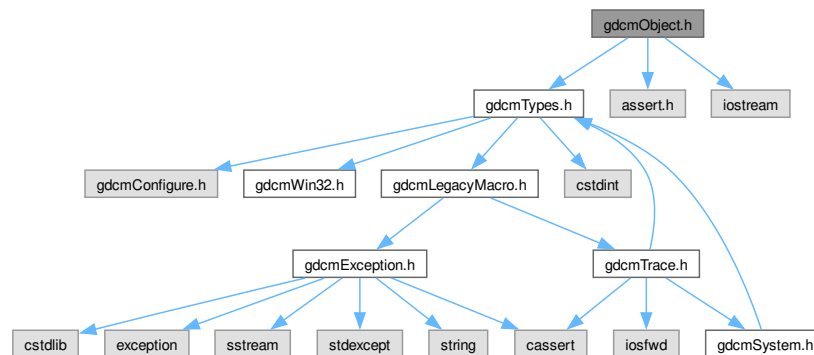 gdcmObject.h
gdcmTypes.h
assert.h
iostream
gdcmConfigure.h
gdcmWin32.h
gdcmLegacyMacro.h
cstdint
gdcmException.h
gdcmTrace.h
cstdlib
exception
sstream
stdexcept
string
cassert
iosfwd
gdcmSystem.h